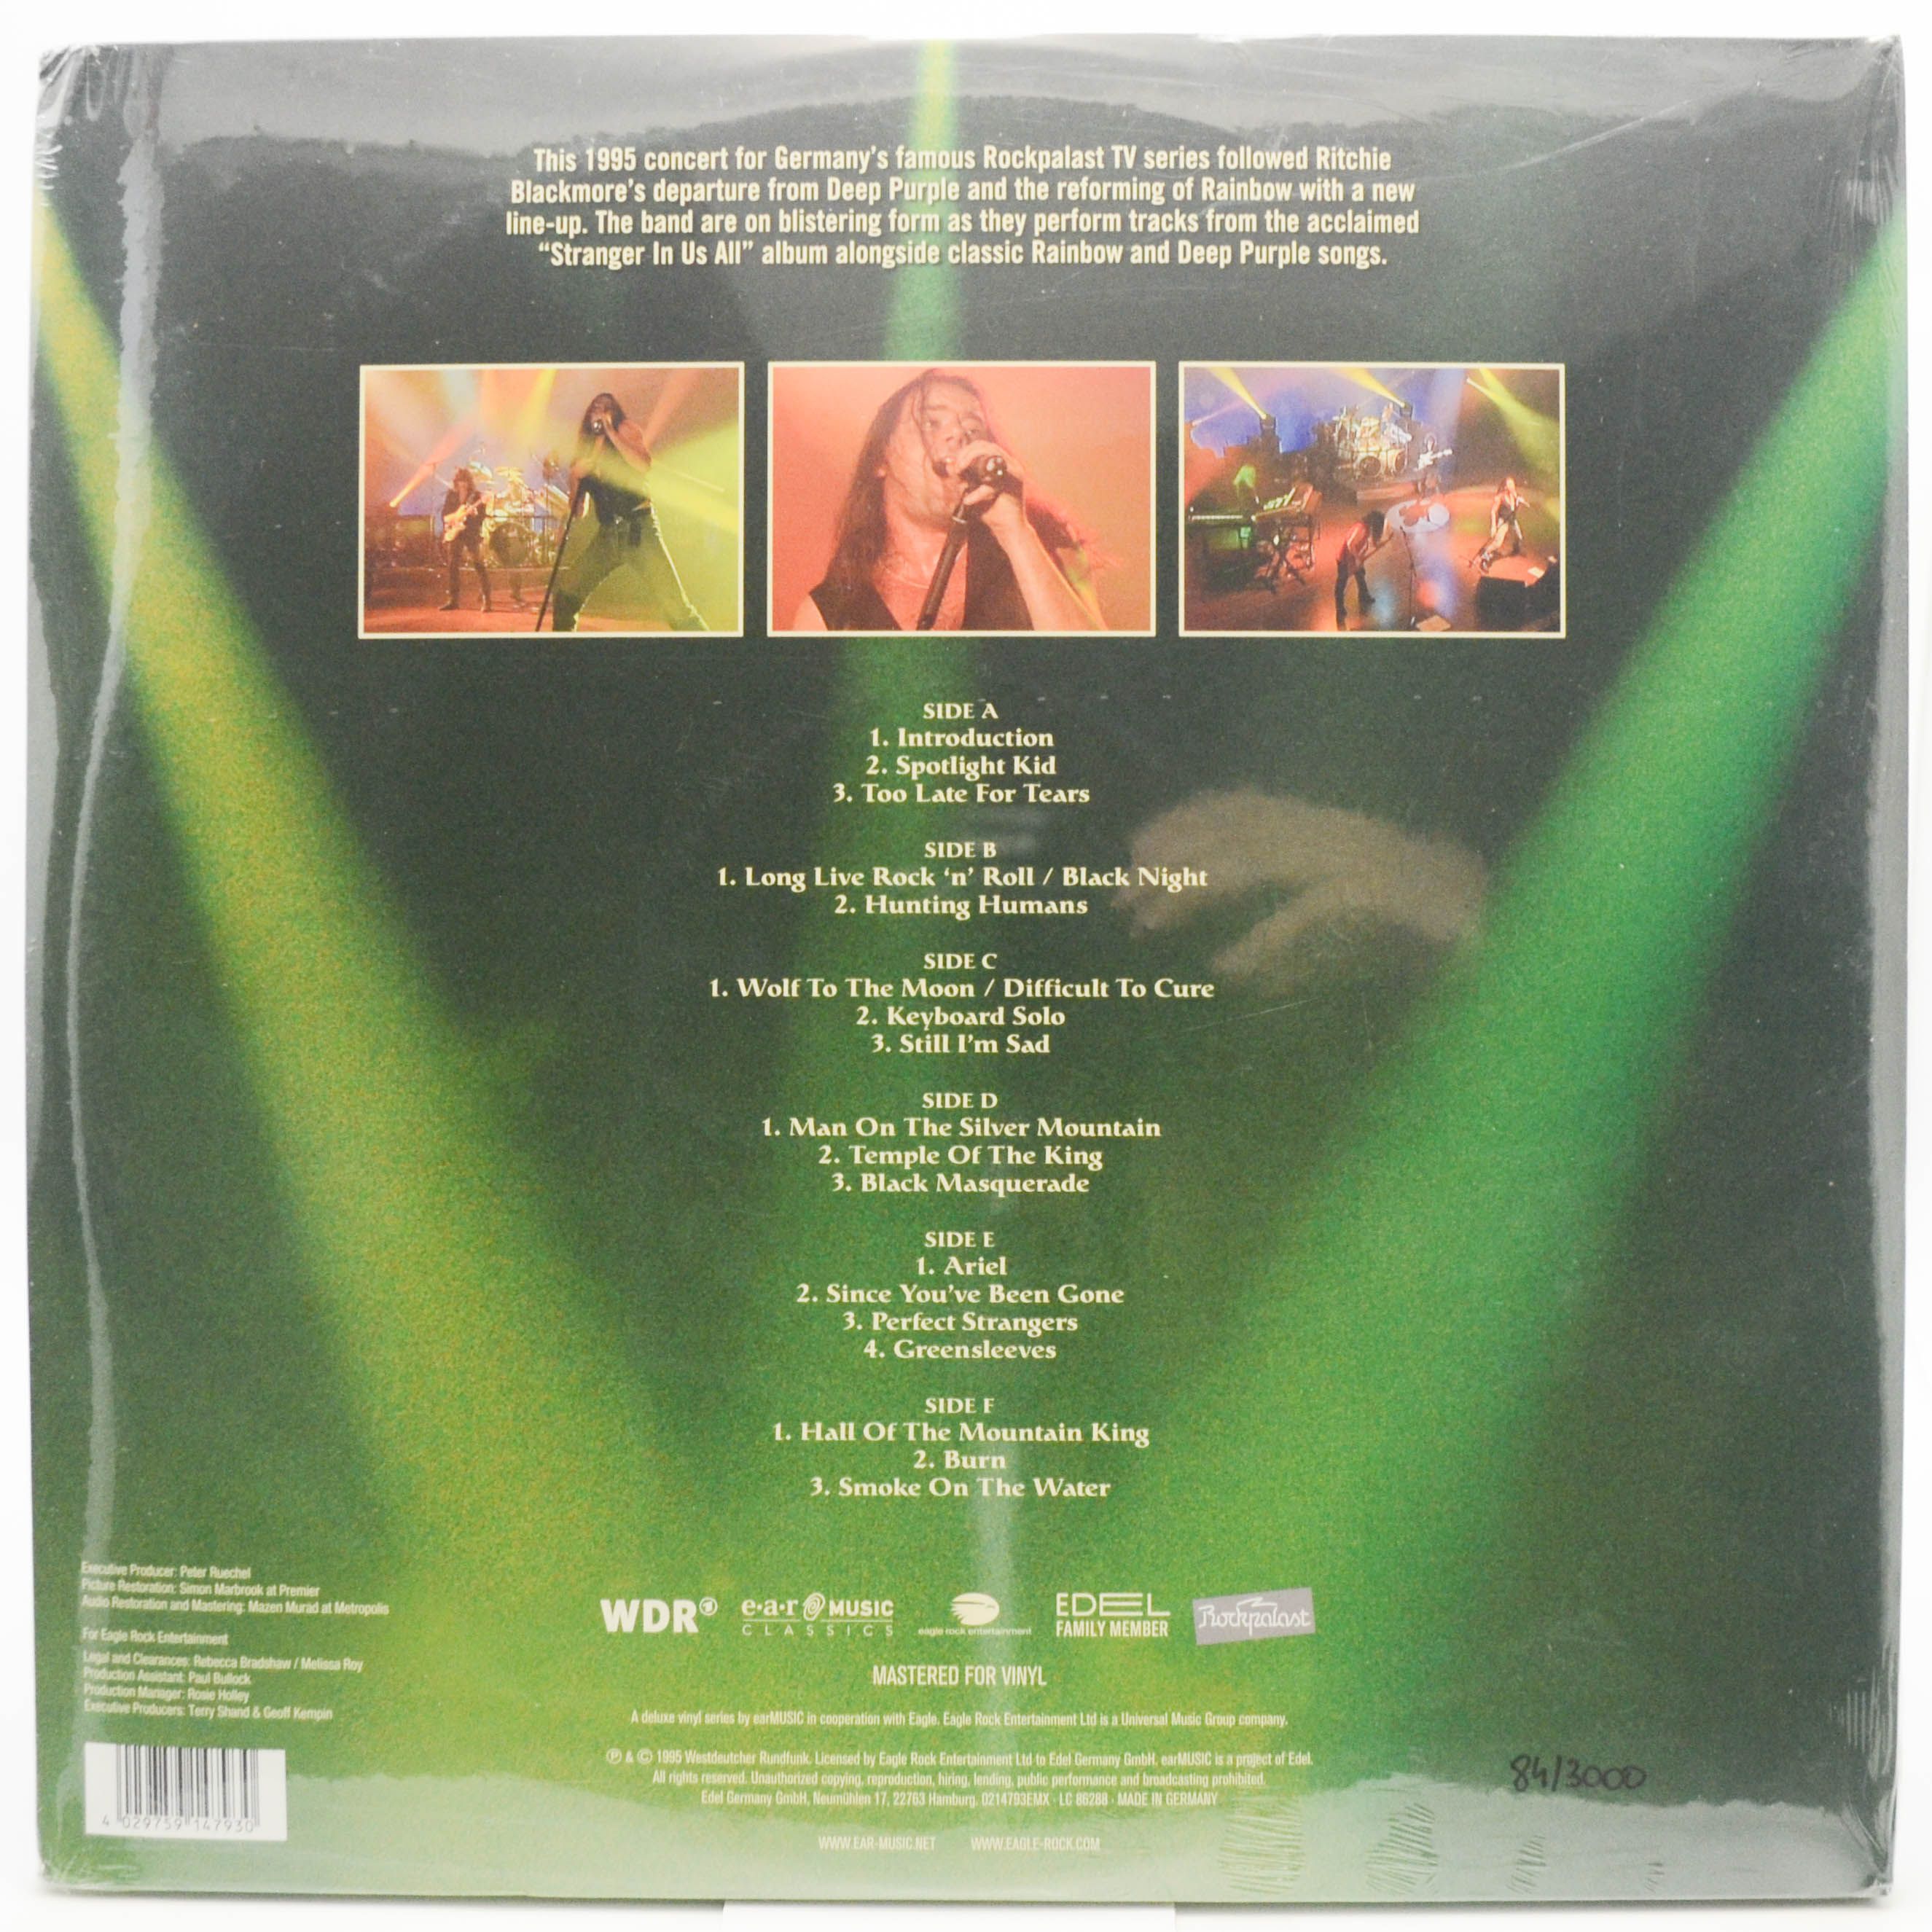 This 1995 concert for Germany's famous Rockpalast TV series followed Ritchie
Blackmore's departure from Deep Purple and the reforming of Rainbow with a new
line-up. The band are on blistering form as they perform tracks from the acclaimed
“Stranger In Us All” album alongside classic Rainbow and Deep Purple songs.
SIDE A
1. Introduction
2. Spotlight Kid
3. Too Late For Tears
SIDE B
1. Long Live Rock ‘n’ Roll / Black Night
2. Hunting Humans
SIDE C
1. Wolf To The Moon / Difficult To Cure
2. Keyboard Solo
3. Still I'm Sad
SIDE D
1. Man On The Silver Mountain
2. Temple Of The King
3. Black Masquerade
SIDE E
1. Ariel
2. Since You've Been Gone
3. Perfect Strangers
4. Greensleeves
SIDE F
1. Hall Of The Mountain King
2. Burn
3. Smoke On The Water
Executive Producer: Peter Ruechel
Picture Restoration: Simon Marbrook at Premier
Audio Restoration and Mastering: Mazen Murad at Metropolis
For Eagle Rock Entertainment
Legal and Clearances: Rebecca Bradshaw / Melissa Roy
Production Assistant: Paul Bullock
Production Manager: Rosie Holley
Executive Producers: Terry Shand & Geoff Kempin
WDR
e·a·r MUSIC
CLASSICS
eagle rock entertainment
EDEL
FAMILY MEMBER
Rockpalast
MASTERED FOR VINYL
A deluxe vinyl series by earMUSIC in cooperation with Eagle. Eagle Rock Entertainment Ltd is a Universal Music Group company.
℗ & © 1995 Westdeutcher Rundfunk. Licensed by Eagle Rock Entertainment Ltd to Edel Germany GmbH. earMUSIC is a project of Edel.
All rights reserved. Unauthorized copying, reproduction, hiring, lending, public performance and broadcasting prohibited.
Edel Germany GmbH, Neumühlen 17, 22763 Hamburg. 0214793EMX · LC 86288 · MADE IN GERMANY
WWW.EAR-MUSIC.NET WWW.EAGLE-ROCK.COM
4 029759 147930
84/3000